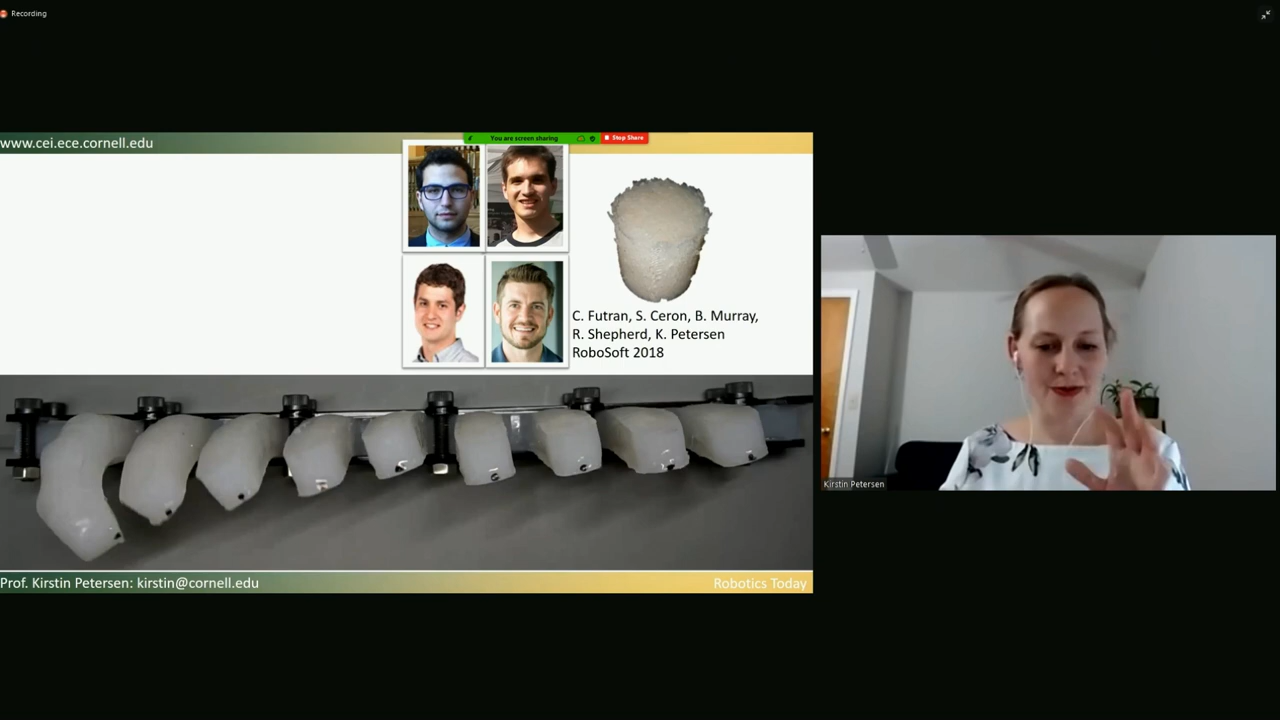 Recording
www.cei.ece.cornell.edu
You are screen sharing
Stop Share
C. Futran, S. Ceron, B. Murray,
R. Shepherd, K. Petersen
RoboSoft 2018
Kirstin Petersen
Prof. Kirstin Petersen: kirstin@cornell.edu
Robotics Today